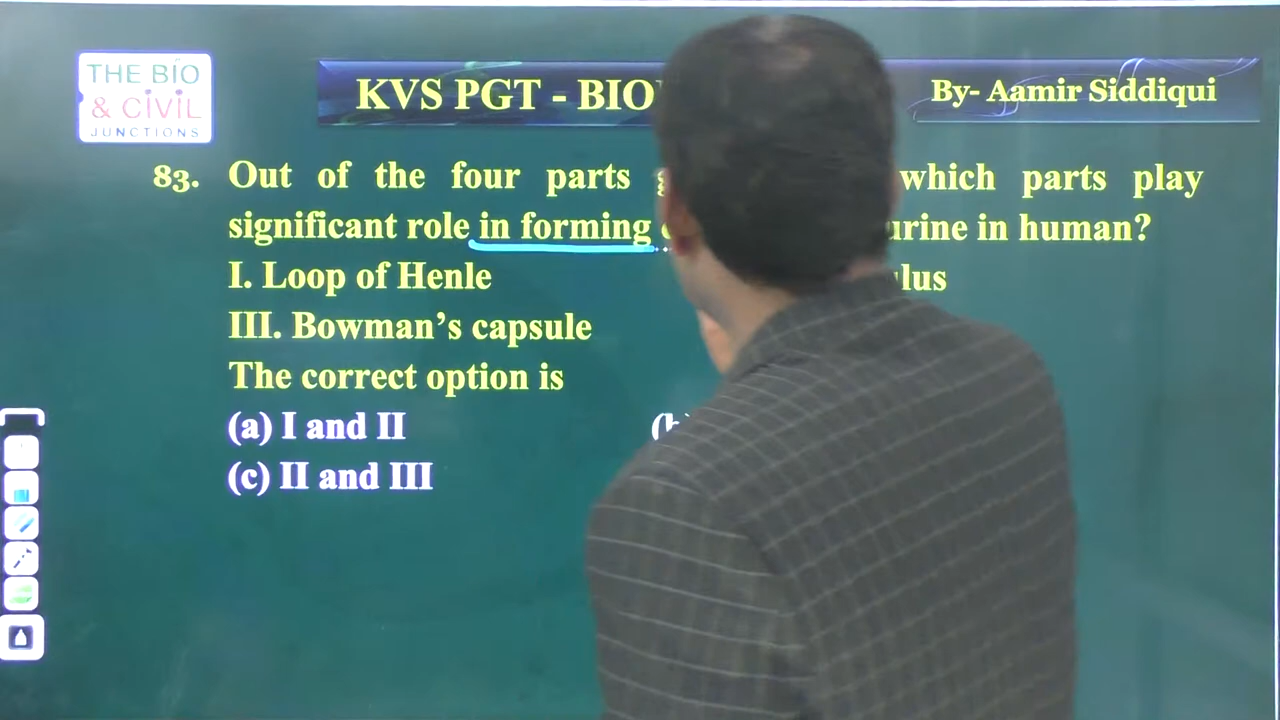 THE BIO
& CIVIL
JUNCTIONS
KVS PGT - BIO
By- Aamir Siddiqui
83. Out of the four parts which parts play
significant role in forming urine in human?
I. Loop of Henle
III. Bowman's capsule
The correct option is
(a) I and II
(c) II and III